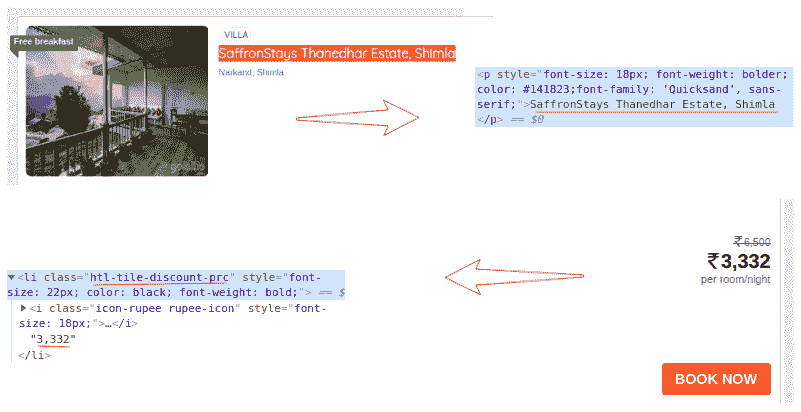 Free breakfast
VILLA
SaffronStays Thanedhar Estate, Shimla
Narkand, Shimla
<p style="font-size: 18px; font-weight: bolder;
color: #141823;font-family: 'Quicksand', sans-
serif;">SaffronStays Thanedhar Estate, Shimla
</p> == $0
₹6,500
₹3,332
per room/night
▼<li class="htl-tile-discount-prc" style="font-
size: 22px; color: black; font-weight: bold;"> == $
▶<i class="icon-rupee rupee-icon" style="font-
size: 18px;">…</i>
"3,332"
</li>
BOOK NOW